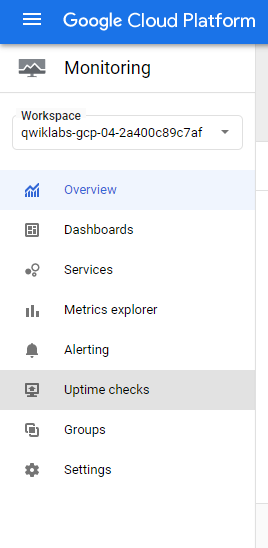 Google Cloud Platform
Monitoring
Workspace
qwiklabs-gcp-04-2a400c89c7af
Overview
Dashboards
Services
Metrics explorer
Alerting
Uptime checks
Groups
Settings